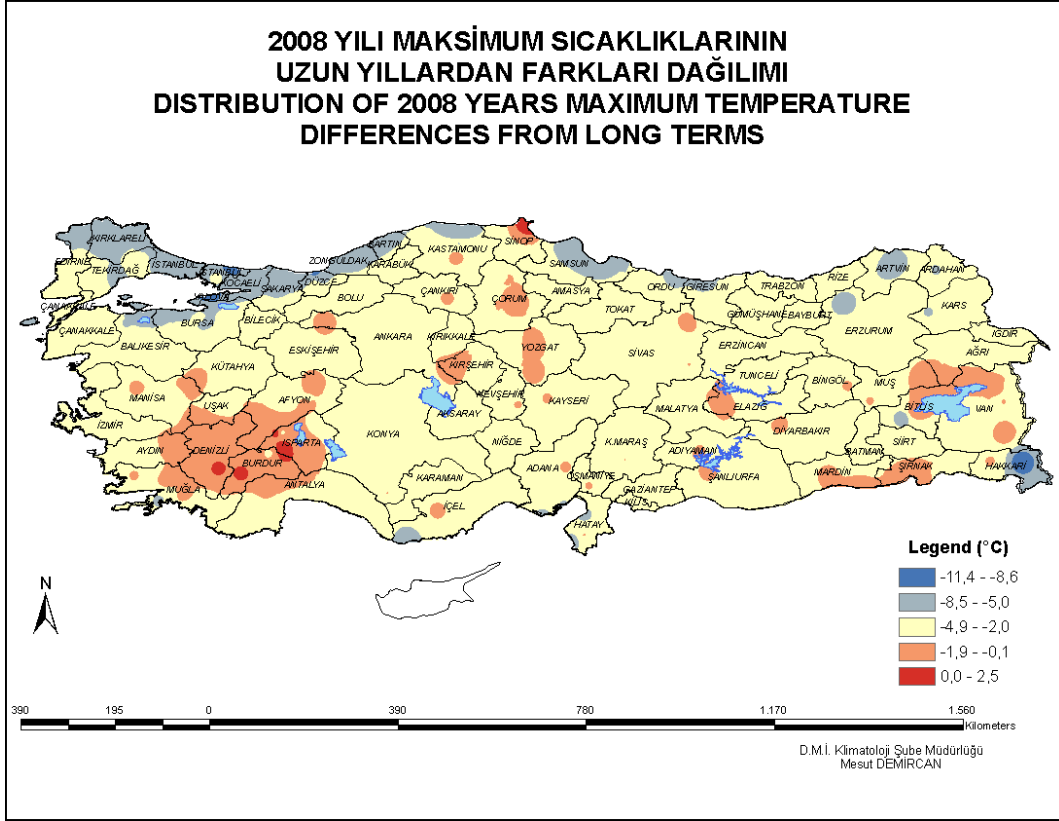 2008 YILI MAKSİMUM SICAKLIKLARININ
UZUN YILLARDAN FARKLARI DAĞILIMI
DISTRIBUTION OF 2008 YEARS MAXIMUM TEMPERATURE
DIFFERENCES FROM LONG TERMS
KIRKLARELİ
EDİRNE
TEKİRDAĞ
İSTANBUL
İSTANBUL
KOCAELİ
YALOVA
SAKARYA
DÜZCE
ZONGULDAK
BARTIN
KARABÜK
KASTAMONU
SİNOP
SAMSUN
ORDU
GİRESUN
TRABZON
RİZE
ARTVİN
ARDAHAN
ÇANAKKALE
ÇANAKKALE
BURSA
BİLECİK
BOLU
ÇANKIRI
ÇORUM
AMASYA
TOKAT
GÜMÜŞHANE
BAYBURT
ERZURUM
KARS
IĞDIR
BALIKESİR
ESKİŞEHİR
ANKARA
KIRIKKALE
YOZGAT
SİVAS
ERZİNCAN
AĞRI
KÜTAHYA
KIRŞEHİR
TUNCELİ
BİNGÖL
MUŞ
MANİSA
UŞAK
AFYON
NEVŞEHİR
KAYSERİ
MALATYA
ELAZIĞ
BİTLİS
VAN
İZMİR
AKSARAY
KONYA
DİYARBAKIR
AYDIN
DENİZLİ
ISPARTA
BURDUR
NİĞDE
K.MARAŞ
ADIYAMAN
BATMAN
SİİRT
MUĞLA
ANTALYA
KARAMAN
ADANA
OSMANİYE
GAZİANTEP
ŞANLIURFA
MARDİN
ŞIRNAK
HAKKARİ
İÇEL
KİLİS
HATAY
N
Legend (°C)
-11,4 - -8,6
-8,5 - -5,0
-4,9 - -2,0
-1,9 - -0,1
0,0 - 2,5
390 195 0 390 780 1.170 1.560
Kilometers
D.M.İ. Klimatoloji Şube Müdürlüğü
Mesut DEMİRCAN